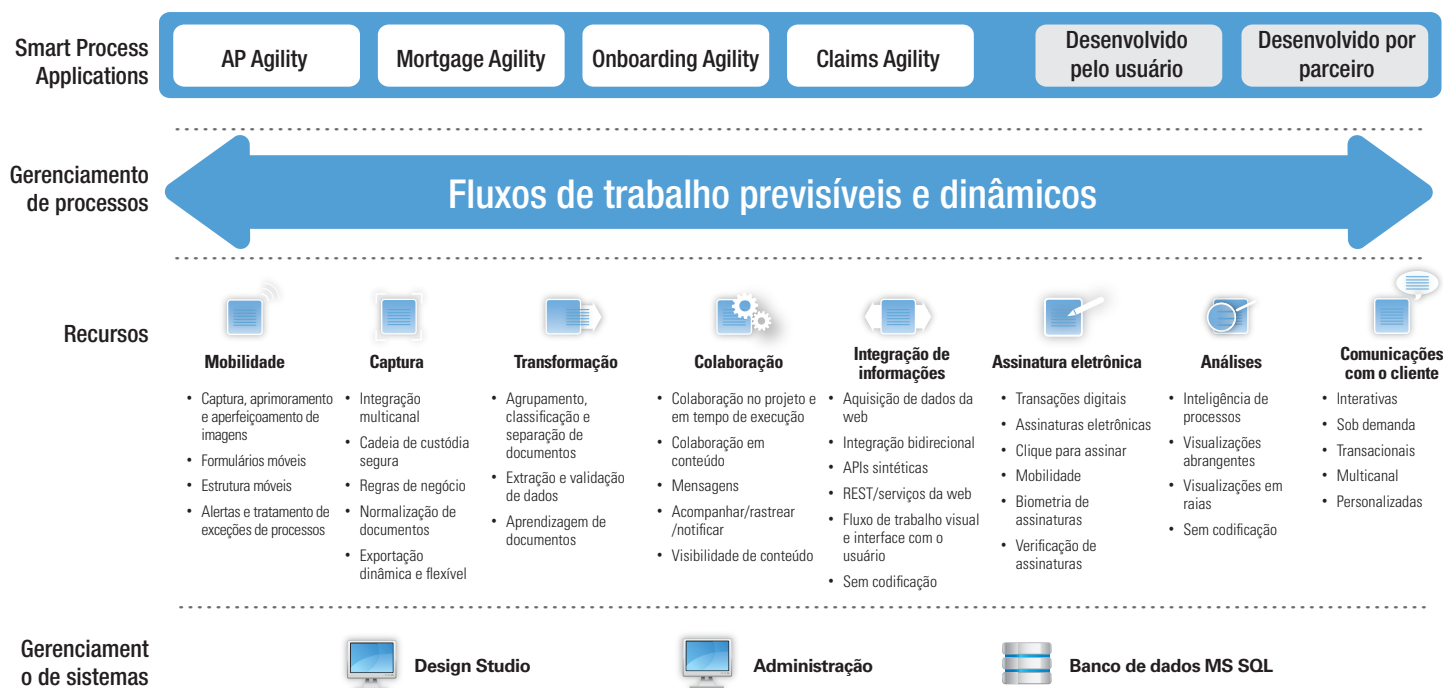 Smart Process
Applications
AP Agility
Mortgage Agility
Onboarding Agility
Claims Agility
Desenvolvido
pelo usuário
Desenvolvido por
parceiro
Gerenciamento
de processos
Fluxos de trabalho previsíveis e dinâmicos
Recursos
Mobilidade
• Captura, aprimoramento
e aperfeiçoamento de
imagens
• Formulários móveis
• Estrutura móveis
• Alertas e tratamento de
exceções de processos
Captura
• Integração
multicanal
• Cadeia de custódia
segura
• Regras de negócio
• Normalização de
documentos
• Exportação
dinâmica e flexível
Transformação
• Agrupamento,
classificação e
separação de
documentos
• Extração e validação
de dados
• Aprendizagem de
documentos
Colaboração
• Colaboração no projeto e
em tempo de execução
• Colaboração em
conteúdo
• Mensagens
• Acompanhar/rastrear
/notificar
• Visibilidade de conteúdo
Integração de
informações
• Aquisição de dados da
web
• Integração bidirecional
• APIs sintéticas
• REST/serviços da web
• Fluxo de trabalho visual
e interface com o
usuário
• Sem codificação
Assinatura eletrônica
• Transações digitais
• Assinaturas eletrônicas
• Clique para assinar
• Mobilidade
• Biometria de
assinaturas
• Verificação de
assinaturas
Análises
• Inteligência de
processos
• Visualizações
abrangentes
• Visualizações em
raias
• Sem codificação
Comunicações
com o cliente
• Interativas
• Sob demanda
• Transacionais
• Multicanal
• Personalizadas
Gerenciament
o de sistemas
Design Studio
Administração
Banco de dados MS SQL